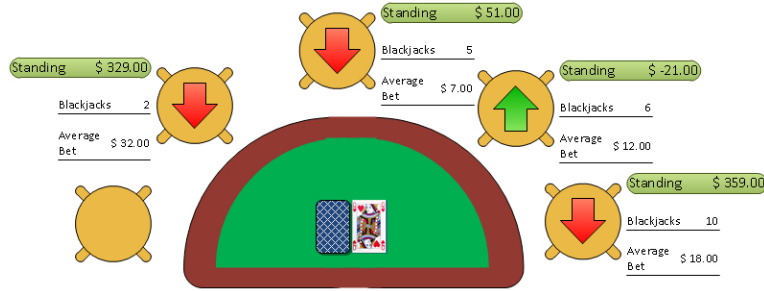 Standing $ 51.00
Blackjacks 5
Average
Bet $ 7.00
Standing $ 329.00
Blackjacks 2
Average
Bet $ 32.00
Standing $ -21.00
Blackjacks 6
Average
Bet $ 12.00
Standing $ 359.00
Blackjacks 10
Average
Bet $ 18.00